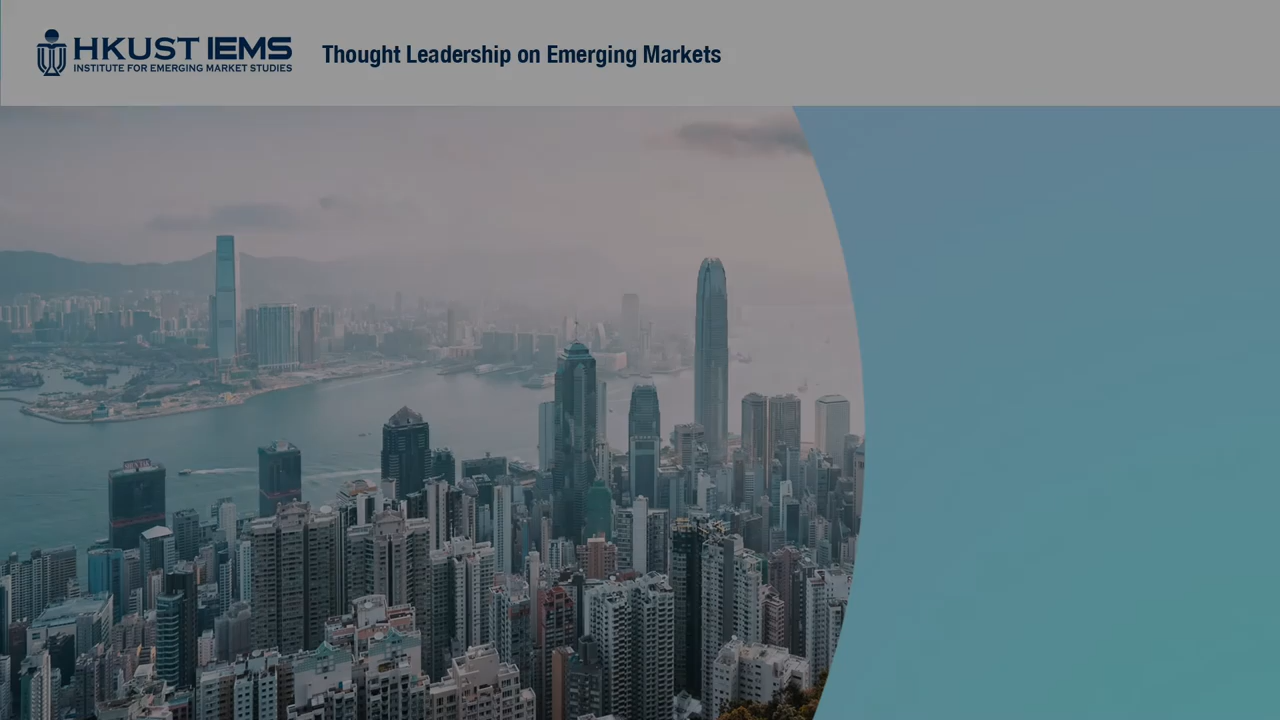 HKUST IEMS
INSTITUTE FOR EMERGING MARKET STUDIES
Thought Leadership on Emerging Markets